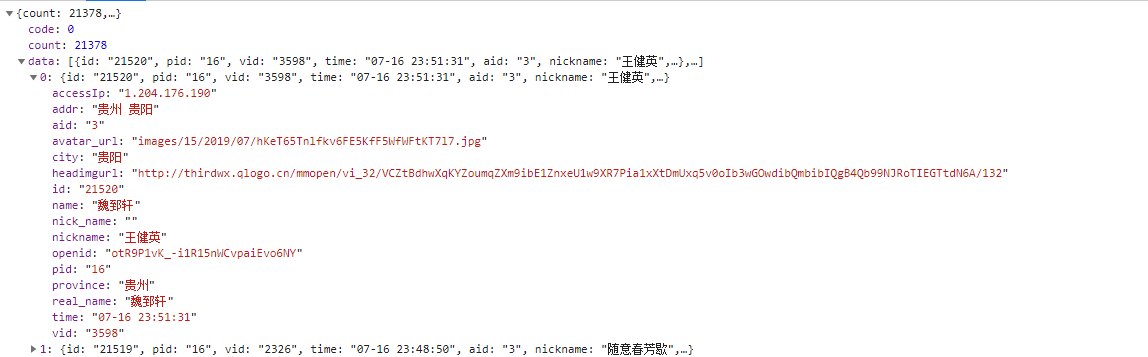 ▼{count: 21378,…}
code: 0
count: 21378
▼data: [{id: "21520", pid: "16", vid: "3598", time: "07-16 23:51:31", aid: "3", nickname: "王健英",…},…]
▼0: {id: "21520", pid: "16", vid: "3598", time: "07-16 23:51:31", aid: "3", nickname: "王健英",…}
accessIp: "1.204.176.190"
addr: "贵州 贵阳"
aid: "3"
avatar_url: "images/15/2019/07/hKeT65Tnlfkv6FE5KfF5WfWFtKT7l7.jpg"
city: "贵阳"
headimgurl: "http://thirdwx.qlogo.cn/mmopen/vi_32/VCZtBdhwXqKYZoumqZXm9ibE1ZnxeU1w9XR7Pia1xXtDmUxq5v0oIb3wGOwdibQmbibIQgB4Qb99NJRoTIEGTtdN6A/132"
id: "21520"
name: "魏郅轩"
nick_name: ""
nickname: "王健英"
openid: "otR9P1vK_-i1R15nWCvpaiEvo6NY"
pid: "16"
province: "贵州"
real_name: "魏郅轩"
time: "07-16 23:51:31"
vid: "3598"
▶1: {id: "21519", pid: "16", vid: "2326", time: "07-16 23:48:50", aid: "3", nickname: "随意春芳歇",…}